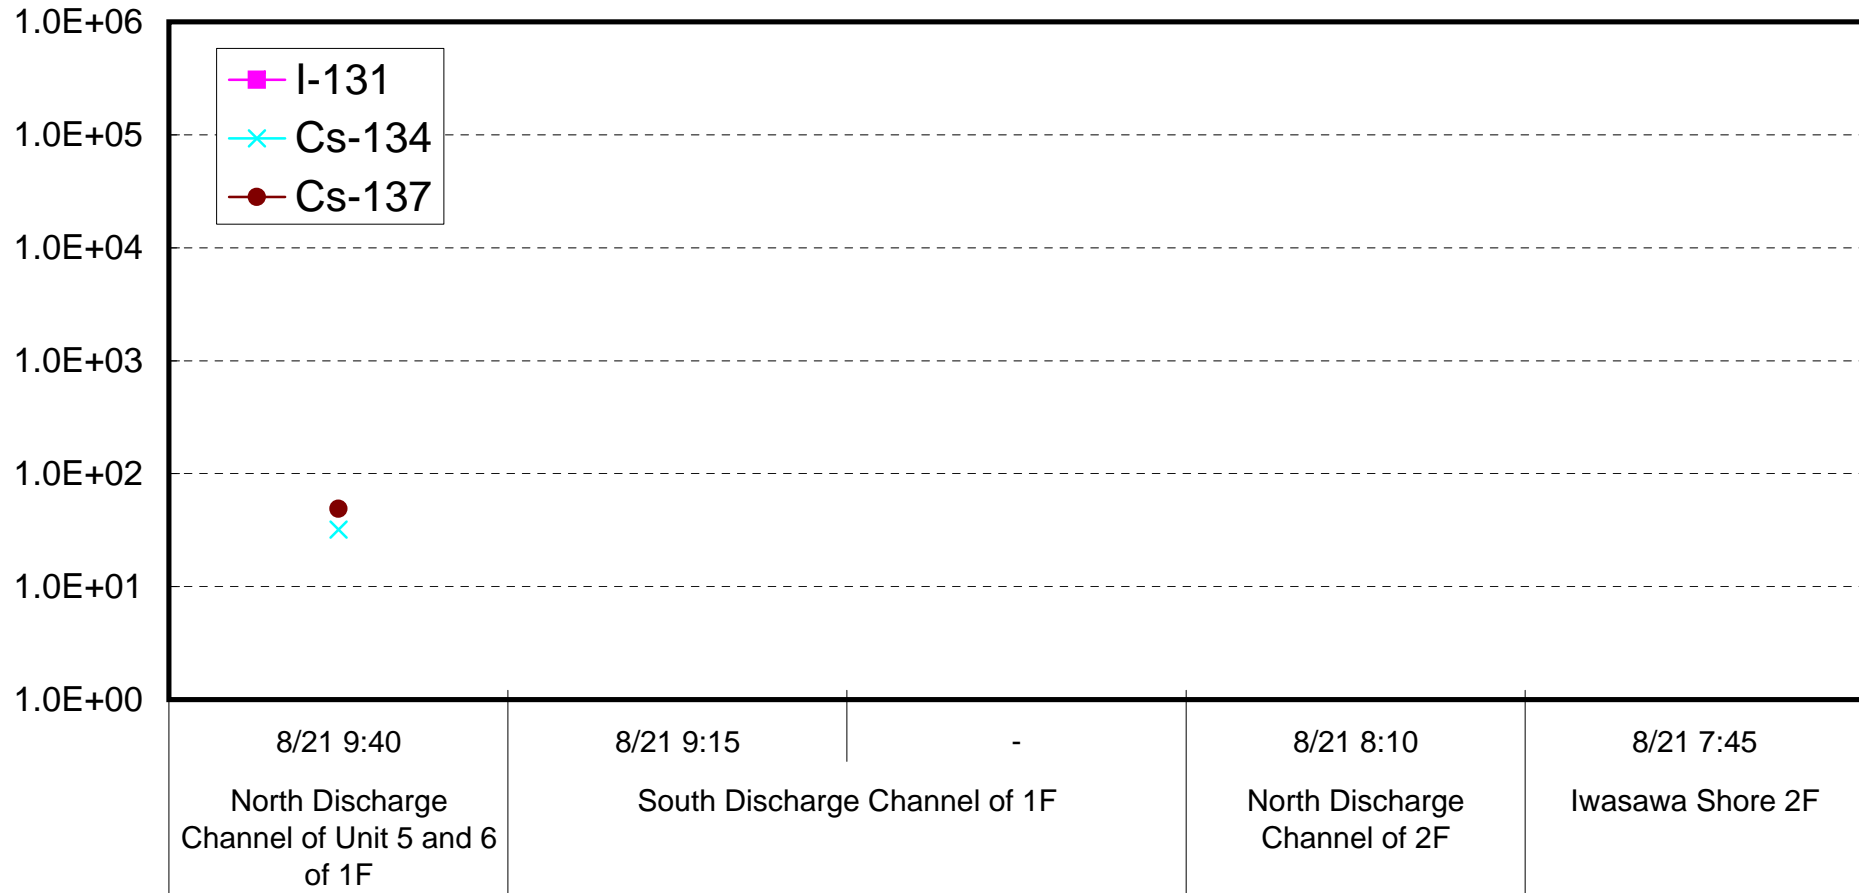 1.0E+06
1.0E+05
1.0E+04
1.0E+03
1.0E+02
1.0E+01
1.0E+00
I-131
Cs-134
Cs-137
8/21 9:40
8/21 9:15
-
8/21 8:10
8/21 7:45
North Discharge
Channel of Unit 5 and 6
of 1F
South Discharge Channel of 1F
North Discharge
Channel of 2F
Iwasawa Shore 2F